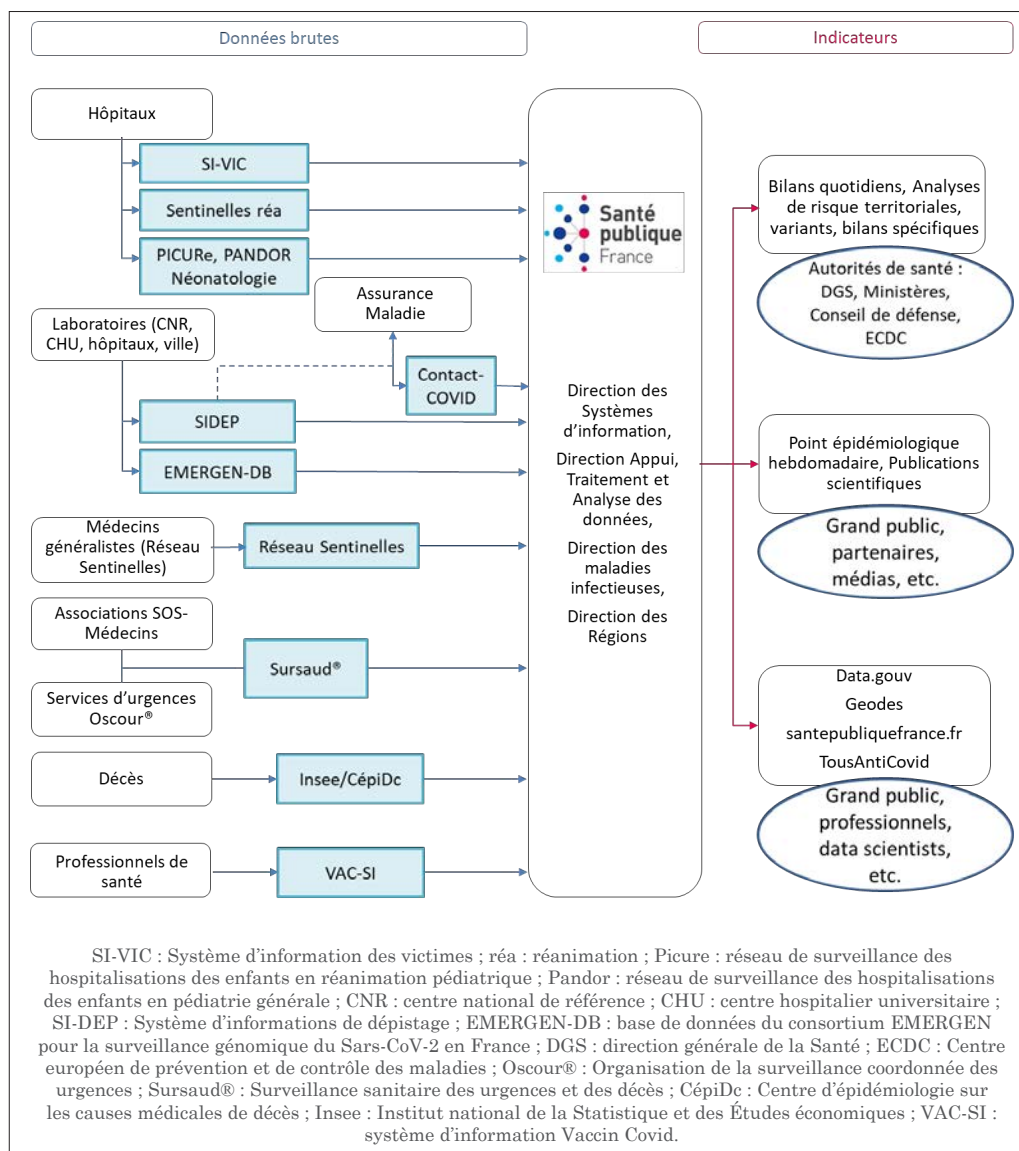 Données brutes
Indicateurs
Hôpitaux
SI-VIC
Sentinelles réa
PICURe, PANDOR
Néonatologie
Assurance
Maladie
Laboratoires (CNR,
CHU, hôpitaux, ville)
Contact-
COVID
SIDEP
EMERGEN-DB
Médecins
généralistes (Réseau
Sentinelles)
Réseau Sentinelles
Associations SOS-
Médecins
Sursaud®
Services d'urgences
Oscour®
Décès
Insee/CépiDc
Professionnels de
santé
VAC-SI
Santé
publique
France
Direction des
Systèmes
d'information,
Direction Appui,
Traitement et
Analyse des
données,
Direction des
maladies
infectieuses,
Direction des
Régions
Bilans quotidiens, Analyses
de risque territoriales,
variants, bilans spécifiques
Autorités de santé :
DGS, Ministères,
Conseil de défense,
ECDC
Point épidémiologique
hebdomadaire, Publications
scientifiques
Grand public,
partenaires,
médias, etc.
Data.gouv
Geodes
santepubliquefrance.fr
TousAntiCovid
Grand public,
professionnels,
data scientists,
etc.
SI-VIC : Système d'information des victimes ; réa : réanimation ; Picure : réseau de surveillance des
hospitalisations des enfants en réanimation pédiatrique ; Pandor : réseau de surveillance des hospitalisations
des enfants en pédiatrie générale ; CNR : centre national de référence ; CHU : centre hospitalier universitaire ;
SI-DEP : Système d'informations de dépistage ; EMERGEN-DB : base de données du consortium EMERGEN
pour la surveillance génomique du Sars-CoV-2 en France ; DGS : direction générale de la Santé ; ECDC : Centre
européen de prévention et de contrôle des maladies ; Oscour® : Organisation de la surveillance coordonnée des
urgences ; Sursaud® : Surveillance sanitaire des urgences et des décès ; CépiDc : Centre d'épidémiologie sur
les causes médicales de décès ; Insee : Institut national de la Statistique et des Études économiques ; VAC-SI :
système d'information Vaccin Covid.